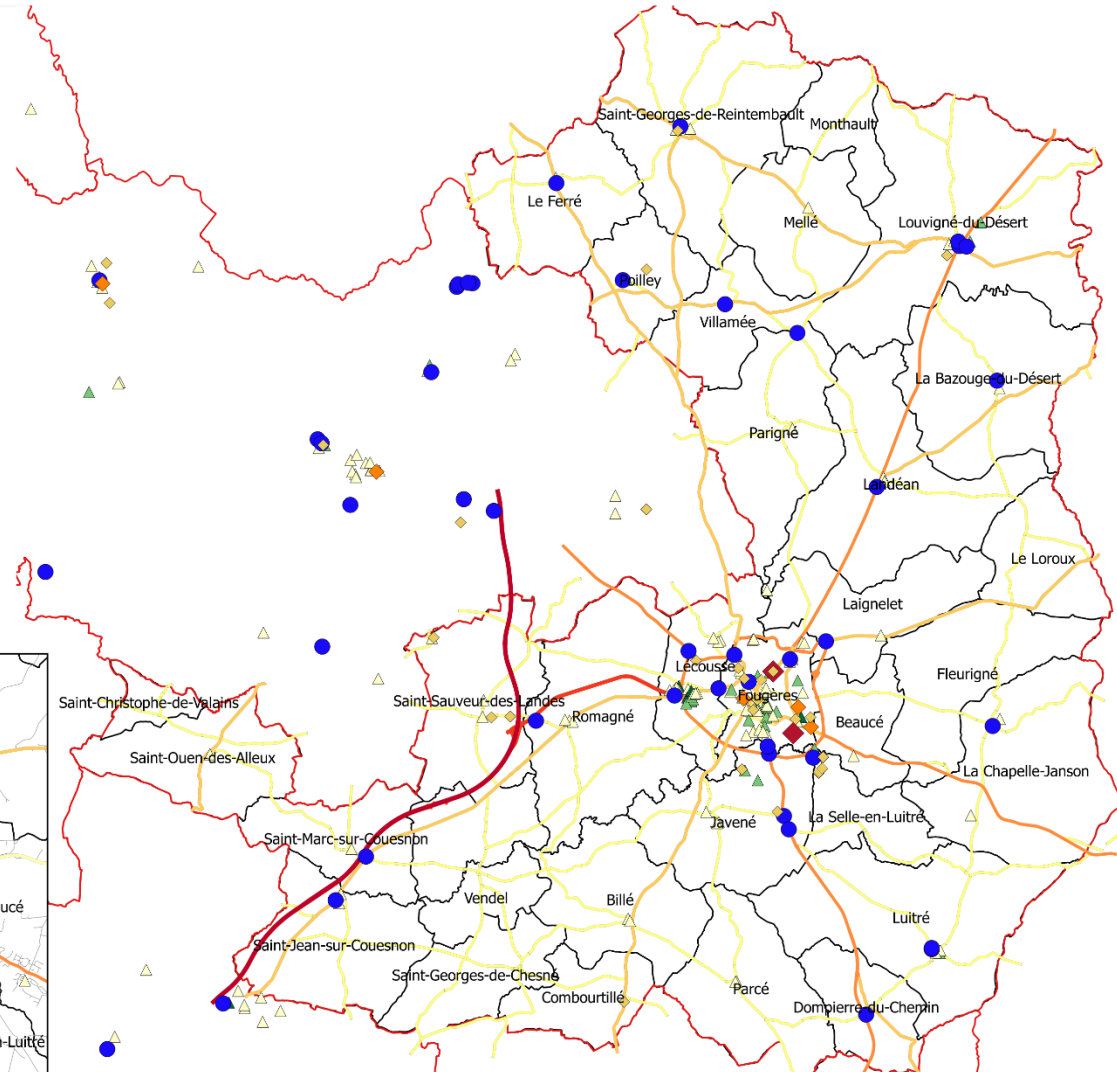 Saint-Georges-de-Reintembault
Monthault
Le Ferré
Mellé
Louvigné-du-Désert
Poilley
Villamée
La Bazouge-du-Désert
Parigné
Landéan
Le Loroux
Laignelet
Lécousse
Fleurigné
Saint-Christophe-de-Valains
Saint-Sauveur-des-Landes
Fougères
Romagné
Beaucé
Saint-Ouen-des-Alleux
La Chapelle-Janson
Javené
La Selle-en-Luitré
Saint-Marc-sur-Couesnon
Vendel
Billé
ucé
Luitré
Saint-Jean-sur-Couesnon
Saint-Georges-de-Chesné
Parcé
Combourtillé
Dompierre-du-Chemin
n-Luitré